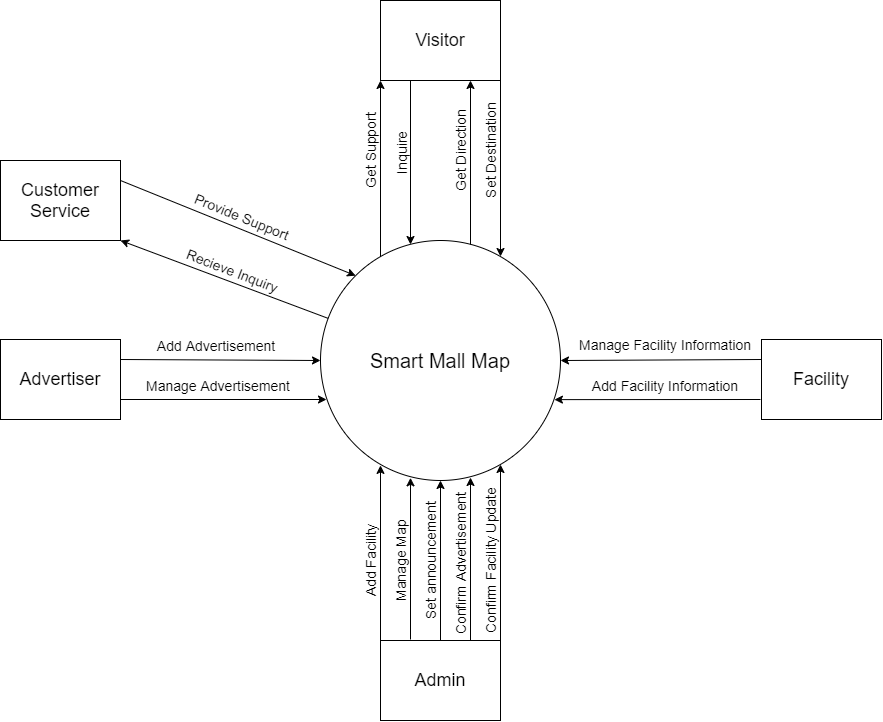 Visitor
Get Support
Inquire
Get Direction
Set Destination
Customer
Service
Provide Support
Recieve Inquiry
Add Advertisement
Manage Advertisement
Advertiser
Smart Mall Map
Manage Facility Information
Add Facility Information
Facility
Add Facility
Manage Map
Set announcement
Confirm Advertisement
Confirm Facility Update
Admin